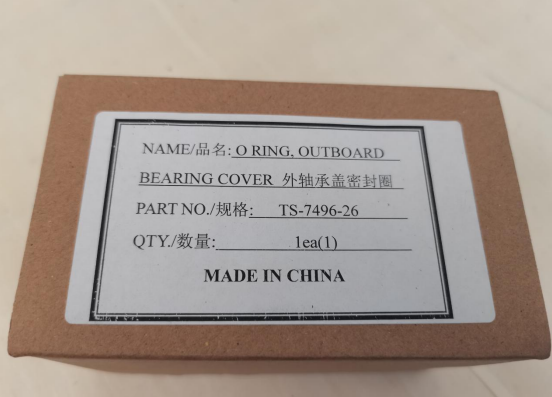 NAME/品名: O RING, OUTBOARD
BEARING COVER 外轴承盖密封圈
PART NO./规格: TS-7496-26
QTY./数量: 1ea(1)
MADE IN CHINA